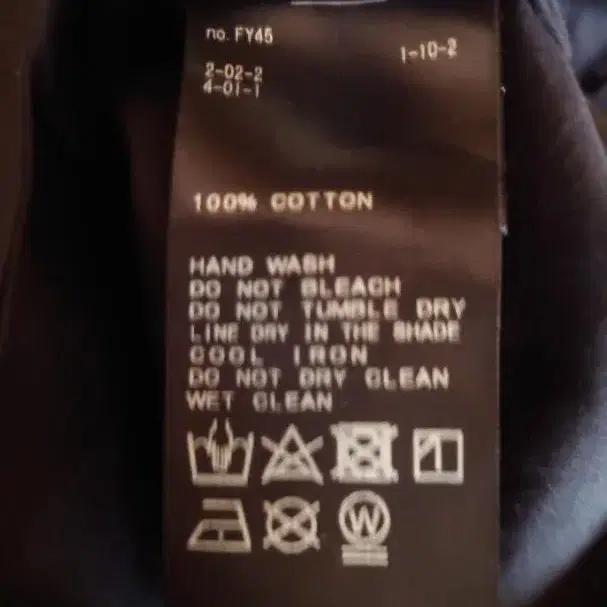 no. FY45
1-10-2
2-02-2
4-01-1
100% COTTON
HAND WASH
DO NOT BLEACH
DO NOT TUMBLE DRY
LINE DRY IN THE SHADE
COOL IRON
DO NOT DRY CLEAN
WET CLEAN
W